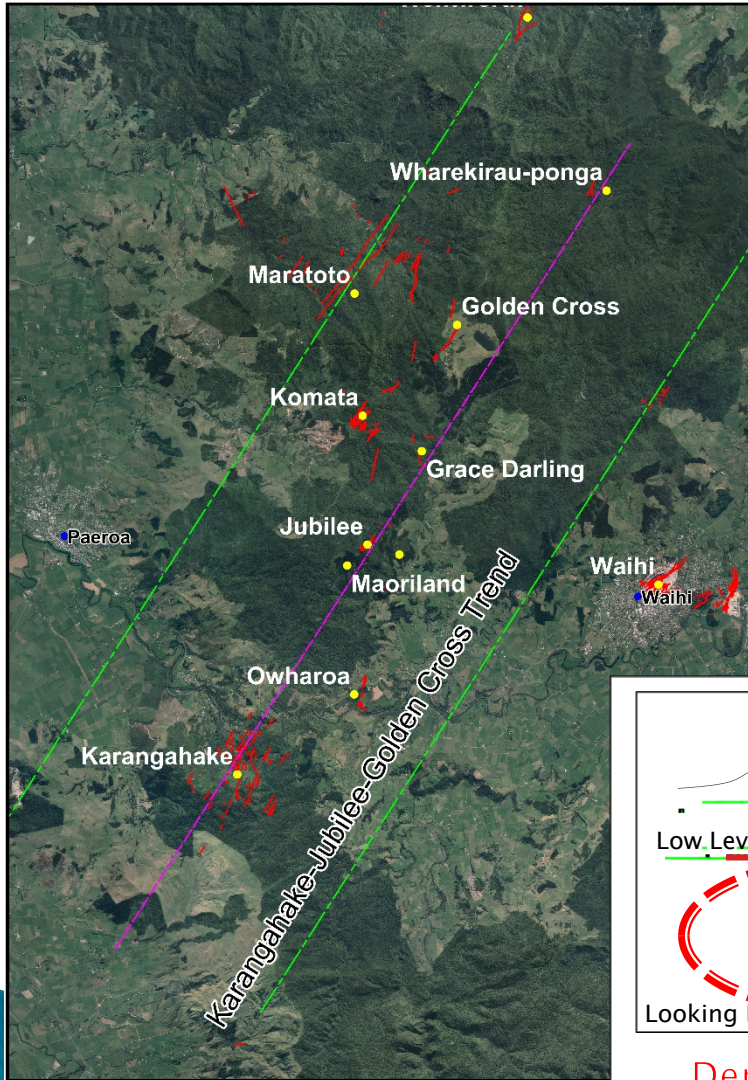 Wharekirau-ponga
Maratoto
Golden Cross
Komata
Grace Darling
Paeroa
Jubilee
Maoriland
Waihi
Waihi
Owharoa
Karangahake
Karangahake-Jubilee-Golden Cross Trend
Low Lev
Looking